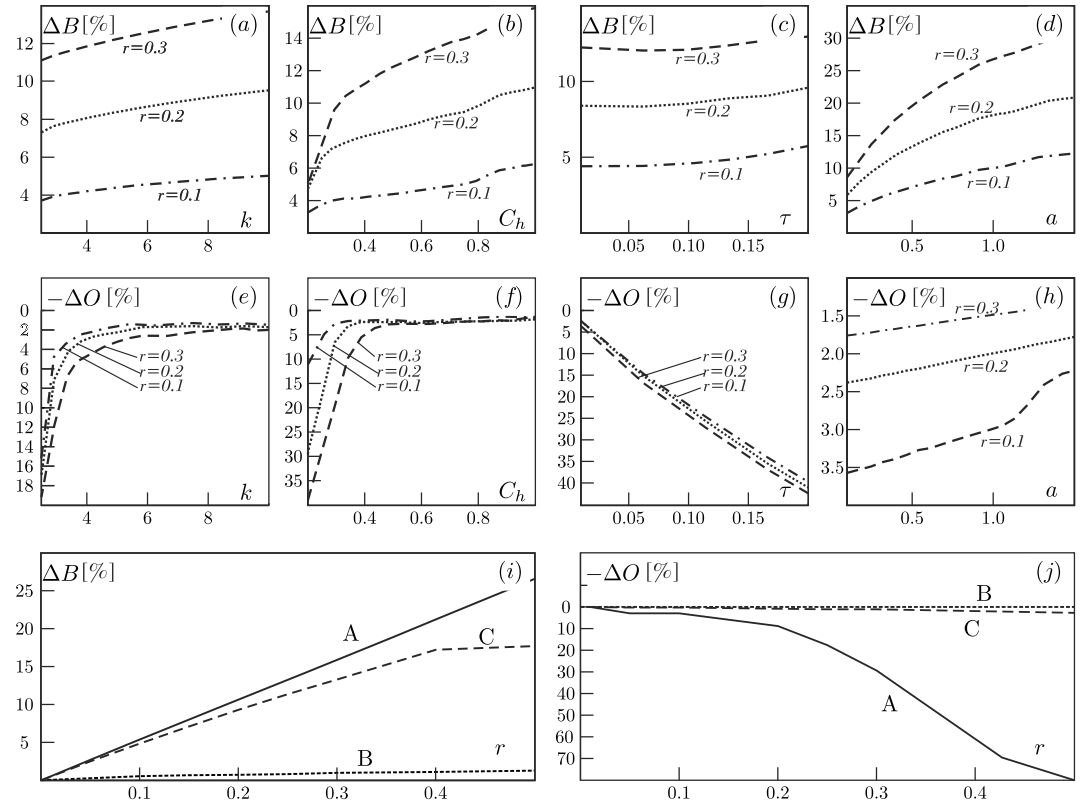 ΔB[%] (a)
12
10
8
6
4
r=0.3
r=0.2
r=0.1
k
4 6 8
ΔB[%] (b)
14
12
10
8
6
4
r=0.3
r=0.2
r=0.1
C_h
0.4 0.6 0.8
ΔB[%] (c)
10
5
r=0.3
r=0.2
r=0.1
τ
0.05 0.10 0.15
ΔB[%] (d)
30
25
20
15
10
5
r=0.3
r=0.2
r=0.1
a
0.5 1.0
−ΔO [%] (e)
0
2
4
6
8
10
12
14
16
18
r=0.3
r=0.2
r=0.1
k
4 6 8
−ΔO [%] (f)
0
5
10
15
20
25
30
35
r=0.3
r=0.2
r=0.1
C_h
0.4 0.6 0.8
−ΔO [%] (g)
0
5
10
15
20
25
30
35
40
r=0.3
r=0.2
r=0.1
τ
0.05 0.10 0.15
−ΔO [%] (h)
1.5
2.0
2.5
3.0
3.5
r=0.3
r=0.2
r=0.1
a
0.5 1.0
ΔB[%] (i)
25
20
15
10
5
A
C
B
r
0.1 0.2 0.3 0.4
−ΔO [%] (j)
0
10
20
30
40
50
60
70
B
C
A
r
0.1 0.2 0.3 0.4